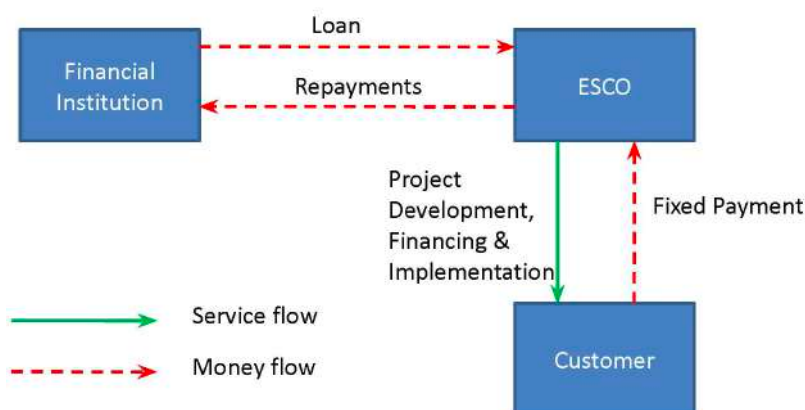 Loan
Financial
Institution
Repayments
ESCO
Project
Development,
Financing &
Implementation
Fixed Payment
Service flow
Money flow
Customer